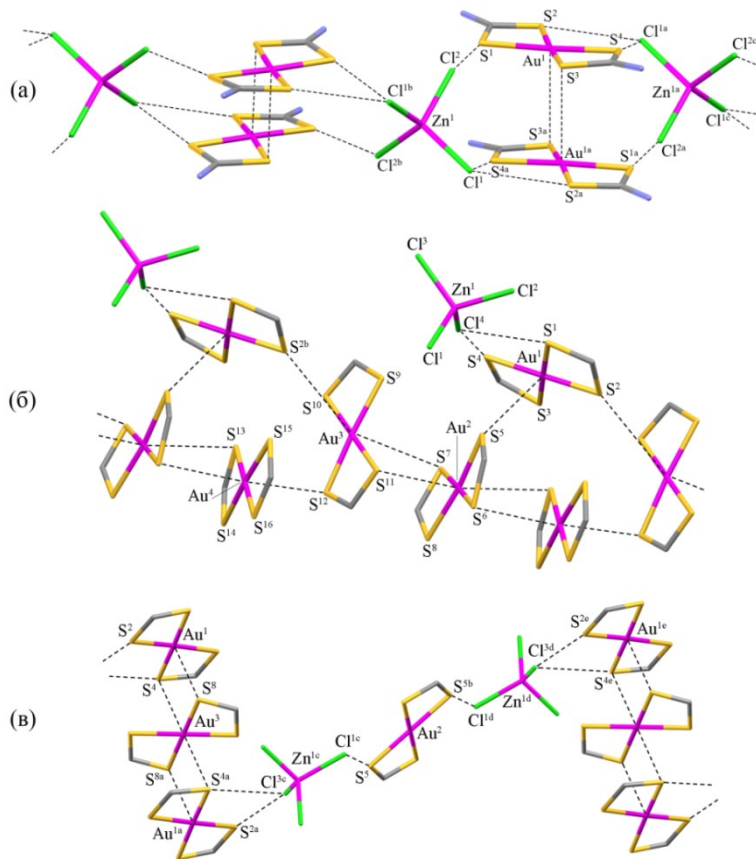 (а)
S² S⁴ Cl¹ᵃ Cl²ᶜ
Cl² S¹ Au¹ S³ Zn¹ᵃ
Cl¹ᵇ Zn¹ Cl¹ᶜ
S³ᵃ Au¹ᵃ S¹ᵃ Cl²ᵃ
Cl²ᵇ Cl¹ S⁴ᵃ S²ᵃ
(б)
Cl³ Zn¹ Cl²
Cl⁴ S¹
S²ᵇ S⁹ Cl¹ S⁴ Au¹ S²
S¹⁰ S³
S¹³ S¹⁵ Au³ Au² S⁵
S⁷
Au⁴ S¹² S¹¹ S⁶
S¹⁴ S¹⁶ S⁸
(в)
S² Au¹ S²ᵉ Au¹ᵉ
Cl³ᵈ
S⁴ S⁸ S⁵ᵇ S⁴ᵉ
Au³ Cl¹ᵈ Zn¹ᵈ
Zn¹ᶜ Cl¹ᶜ Au²
S⁸ᵃ S⁴ᵃ Cl³ᶜ S⁵
Au¹ᵃ S²ᵃ